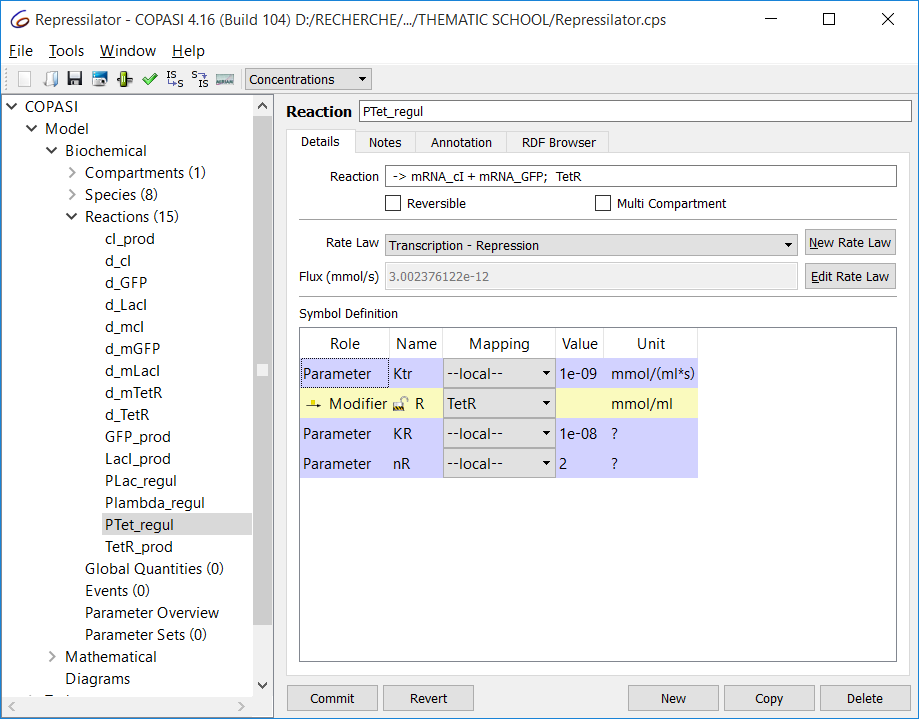 Repressilator - COPASI 4.16 (Build 104) D:/RECHERCHE/.../THEMATIC SCHOOL/Repressilator.cps
File Tools Window Help
Concentrations
COPASI
Model
Biochemical
Compartments (1)
Species (8)
Reactions (15)
cI_prod
d_cI
d_GFP
d_LacI
d_mcI
d_mGFP
d_mLacI
d_mTetR
d_TetR
GFP_prod
LacI_prod
PLac_regul
Plambda_regul
PTet_regul
TetR_prod
Global Quantities (0)
Events (0)
Parameter Overview
Parameter Sets (0)
Mathematical
Diagrams
Reaction PTet_regul
Details Notes Annotation RDF Browser
Reaction -> mRNA_cI + mRNA_GFP; TetR
Reversible Multi Compartment
Rate Law Transcription - Repression New Rate Law
Flux (mmol/s) 3.002376122e-12 Edit Rate Law
Symbol Definition
Role Name Mapping Value Unit
Parameter Ktr --local-- 1e-09 mmol/(ml*s)
Modifier R TetR mmol/ml
Parameter KR --local-- 1e-08 ?
Parameter nR --local-- 2 ?
Commit Revert New Copy Delete